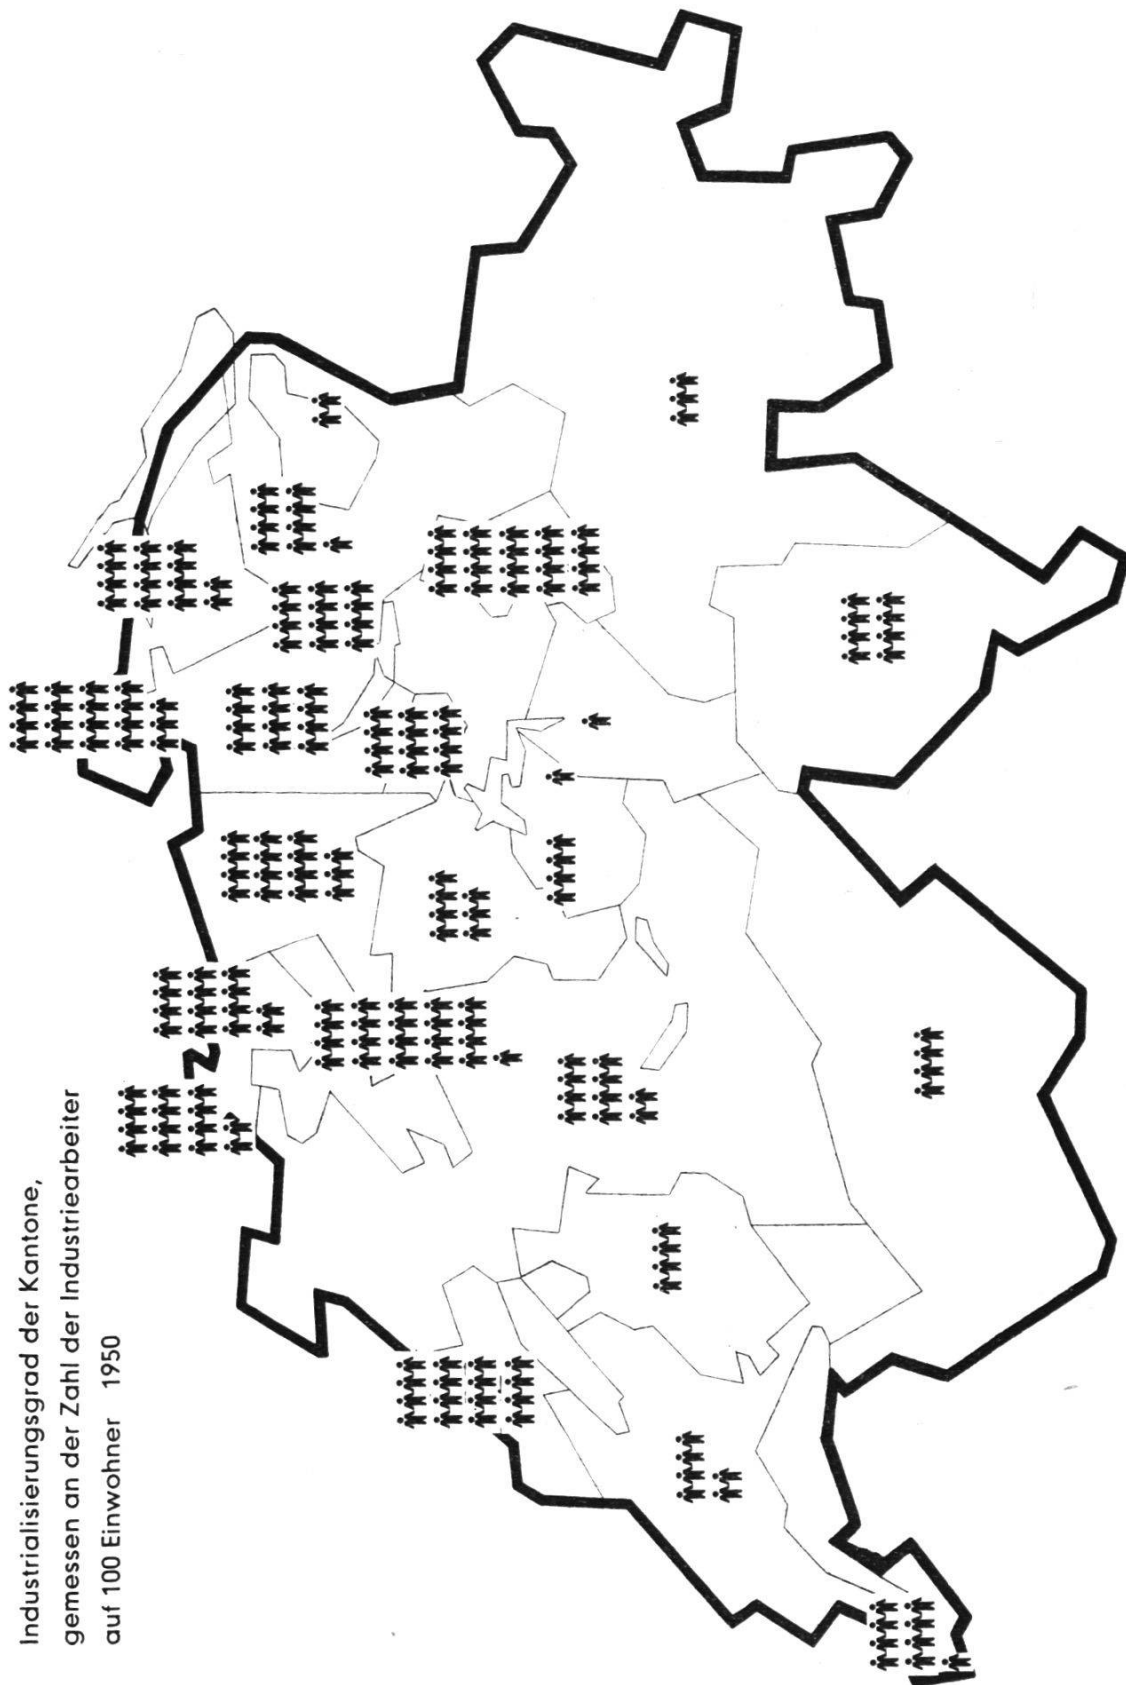 Industrialisierungsgrad der Kantone,
gemessen an der Zahl der Industriearbeiter
auf 100 Einwohner 1950